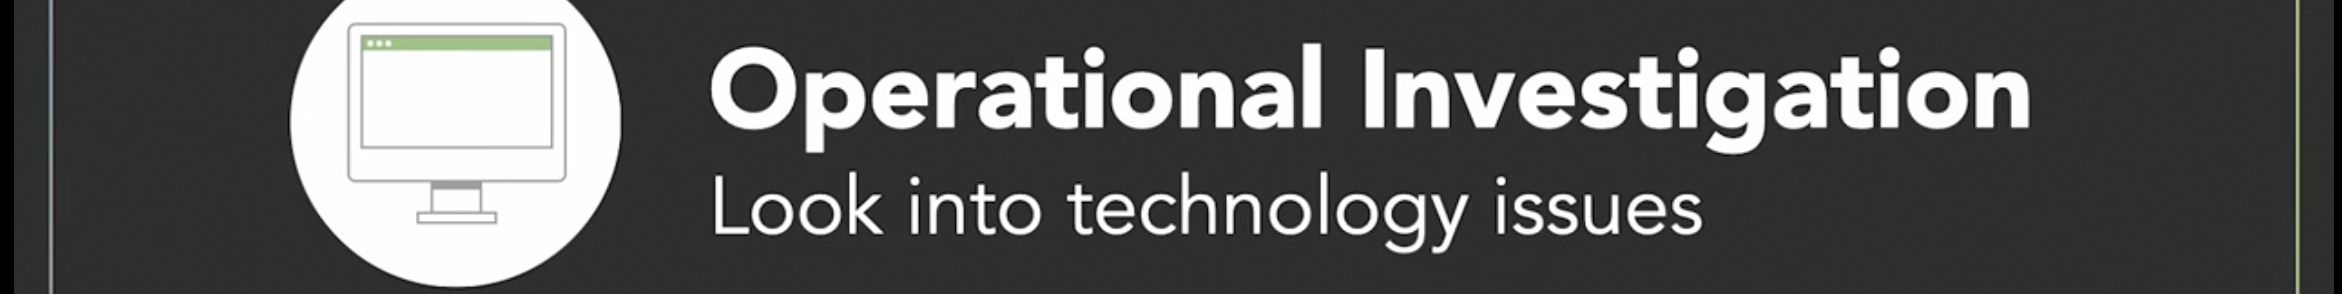 Operational Investigation
Look into technology issues